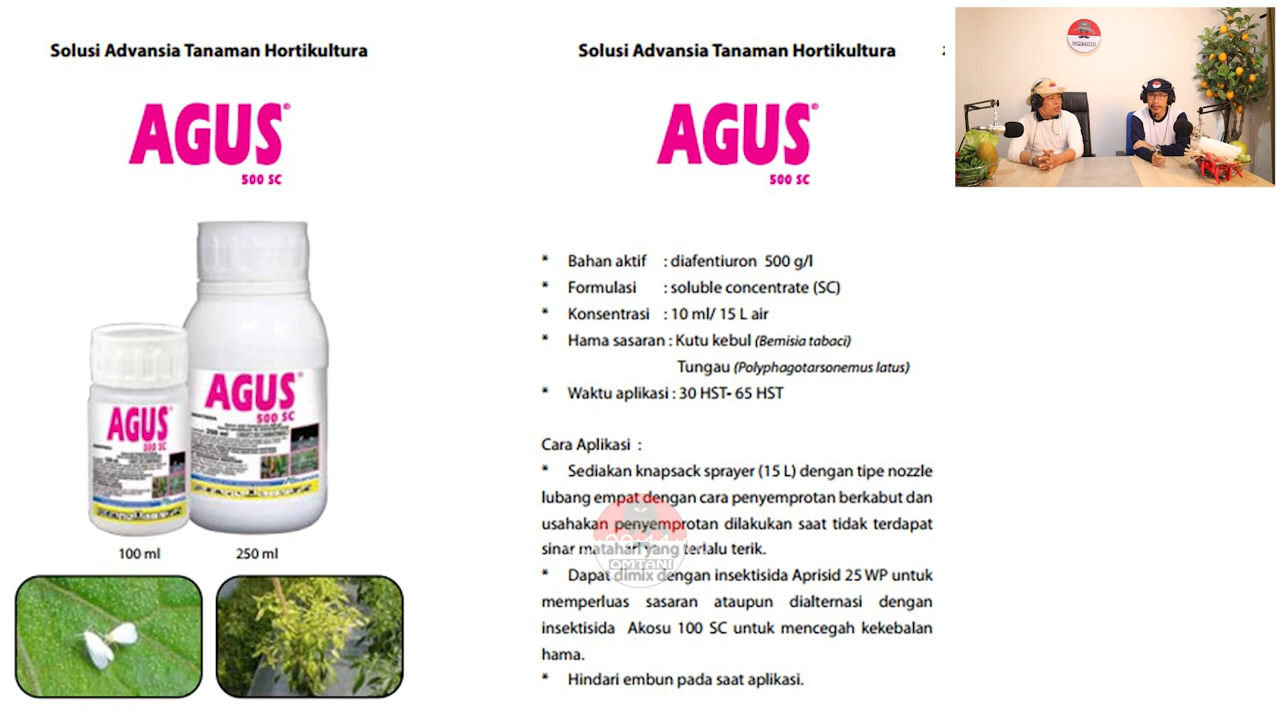 Solusi Advansia Tanaman Hortikultura
AGUS®
500 SC
AGUS
500 SC
250 ml
AGUS
500 SC
100 ml
250 ml
Solusi Advansia Tanaman Hortikultura
AGUS®
500 SC
* Bahan aktif : diafentiuron 500 g/l
* Formulasi : soluble concentrate (SC)
* Konsentrasi : 10 ml/ 15 L air
* Hama sasaran : Kutu kebul (Bemisia tabaci)
Tungau (Polyphagotarsonemus latus)
* Waktu aplikasi : 30 HST- 65 HST
Cara Aplikasi :
* Sediakan knapsack sprayer (15 L) dengan tipe nozzle
lubang empat dengan cara penyemprotan berkabut dan
usahakan penyemprotan dilakukan saat tidak terdapat
sinar matahari yang terlalu terik.
* Dapat dimix dengan insektisida Aprisid 25 WP untuk
memperluas sasaran ataupun dialternasi dengan
insektisida Akosu 100 SC untuk mencegah kekebalan
hama.
* Hindari embun pada saat aplikasi.
OMTANI
OMTANI